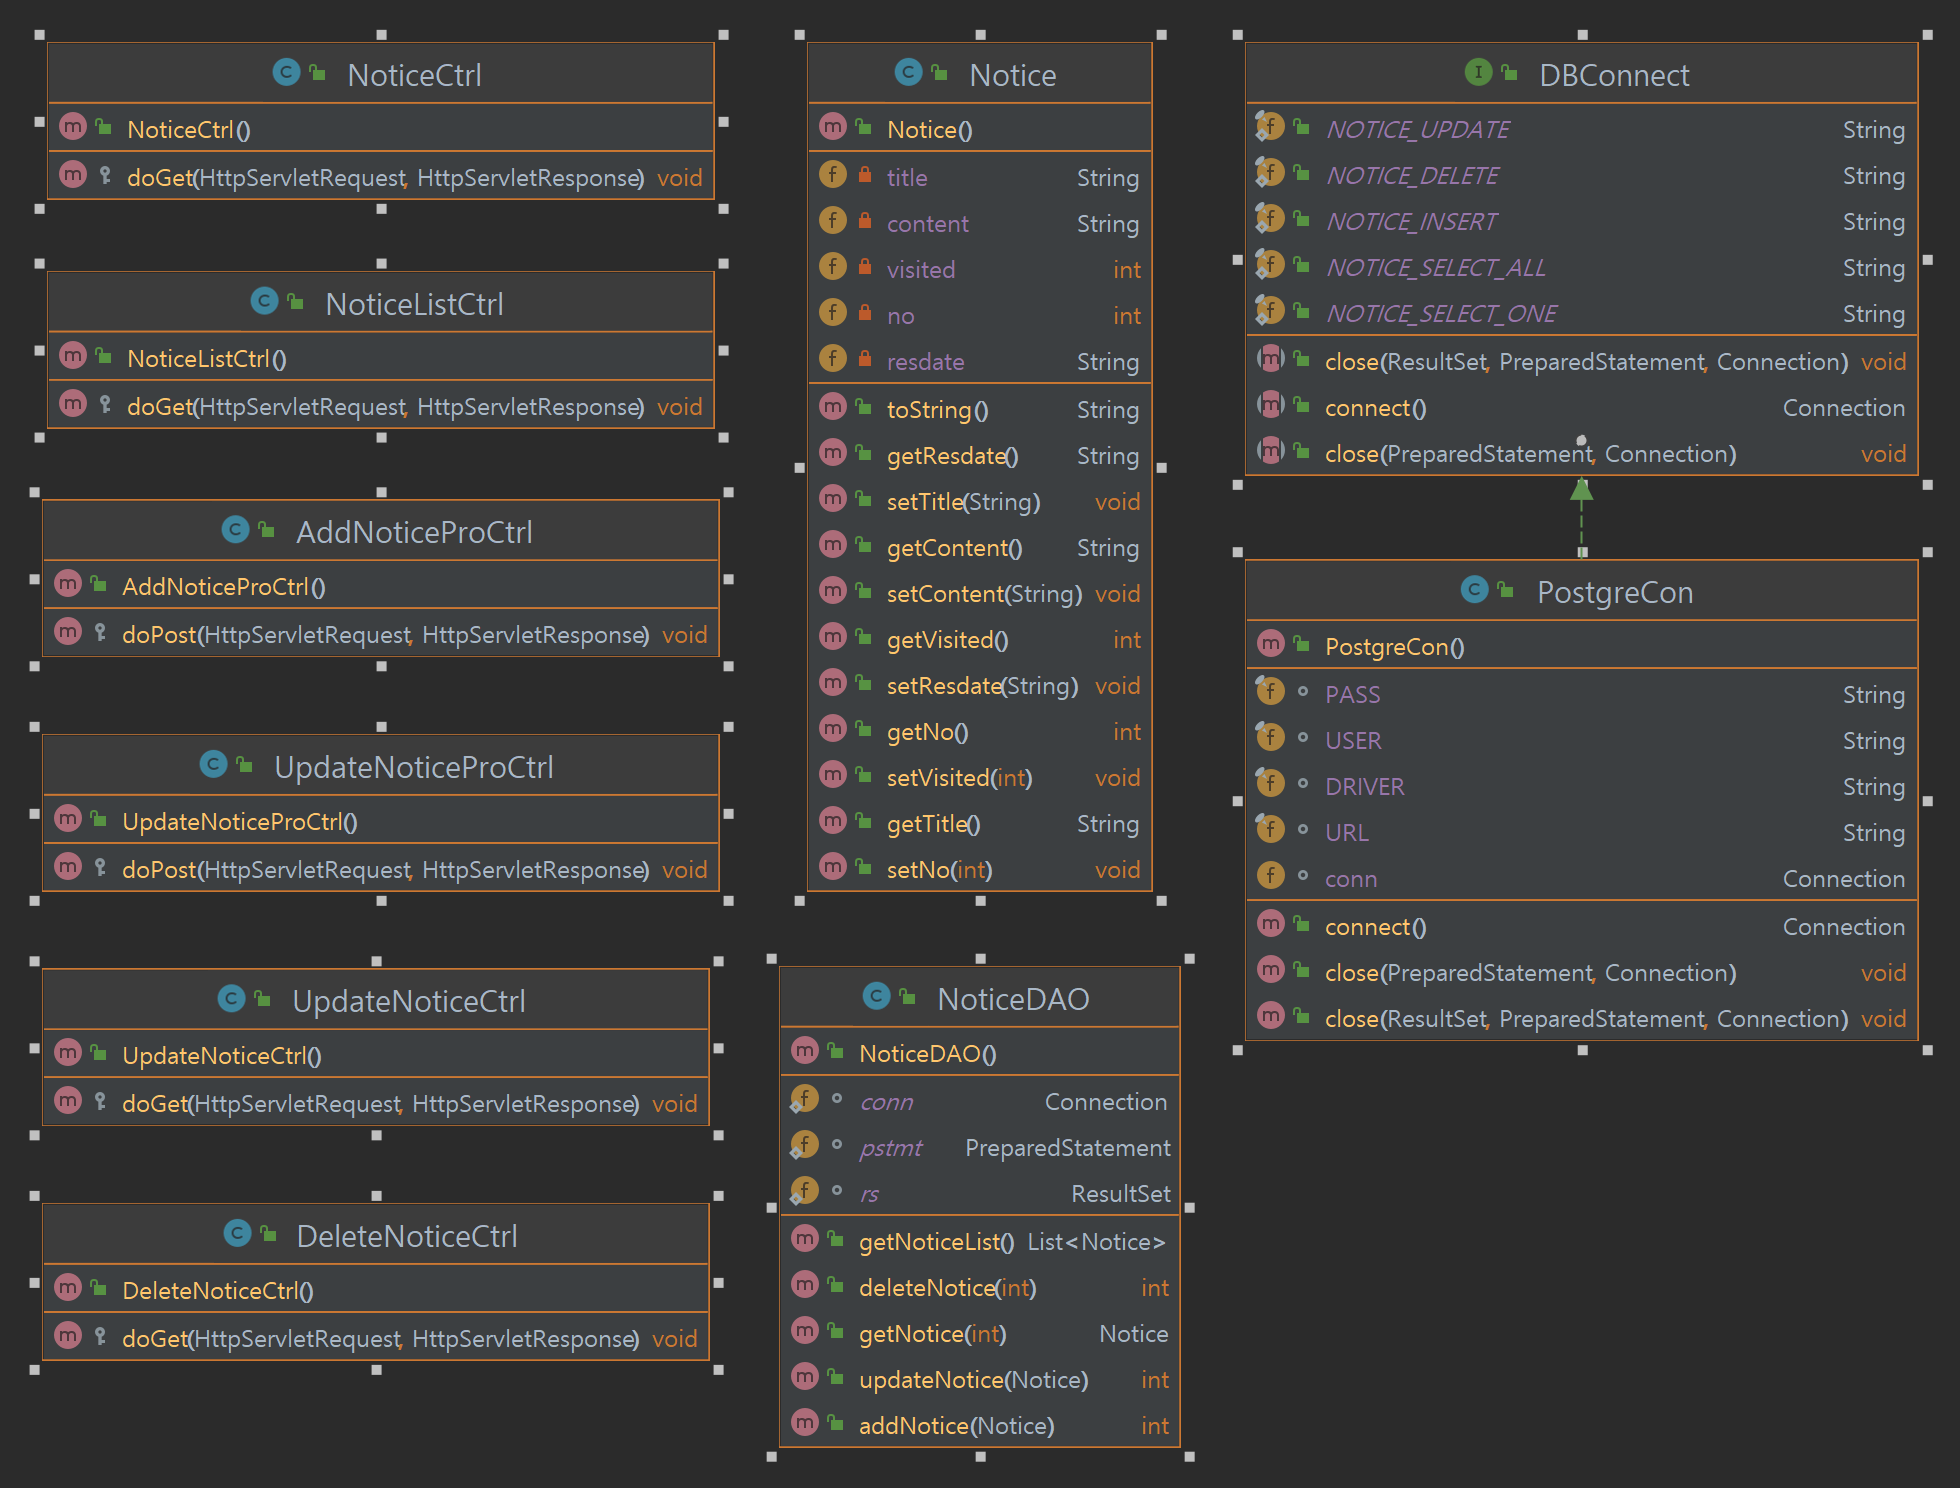 NoticeCtrl
NoticeCtrl()
doGet(HttpServletRequest, HttpServletResponse) void
NoticeListCtrl
NoticeListCtrl()
doGet(HttpServletRequest, HttpServletResponse) void
AddNoticeProCtrl
AddNoticeProCtrl()
doPost(HttpServletRequest, HttpServletResponse) void
UpdateNoticeProCtrl
UpdateNoticeProCtrl()
doPost(HttpServletRequest, HttpServletResponse) void
UpdateNoticeCtrl
UpdateNoticeCtrl()
doGet(HttpServletRequest, HttpServletResponse) void
DeleteNoticeCtrl
DeleteNoticeCtrl()
doGet(HttpServletRequest, HttpServletResponse) void
Notice
Notice()
title String
content String
visited int
no int
resdate String
toString() String
getResdate() String
setTitle(String) void
getContent() String
setContent(String) void
getVisited() int
setResdate(String) void
getNo() int
setVisited(int) void
getTitle() String
setNo(int) void
NoticeDAO
NoticeDAO()
conn Connection
pstmt PreparedStatement
rs ResultSet
getNoticeList() List<Notice>
deleteNotice(int) int
getNotice(int) Notice
updateNotice(Notice) int
addNotice(Notice) int
DBConnect
NOTICE_UPDATE String
NOTICE_DELETE String
NOTICE_INSERT String
NOTICE_SELECT_ALL String
NOTICE_SELECT_ONE String
close(ResultSet, PreparedStatement, Connection) void
connect() Connection
close(PreparedStatement, Connection) void
PostgreCon
PostgreCon()
PASS String
USER String
DRIVER String
URL String
conn Connection
connect() Connection
close(PreparedStatement, Connection) void
close(ResultSet, PreparedStatement, Connection) void